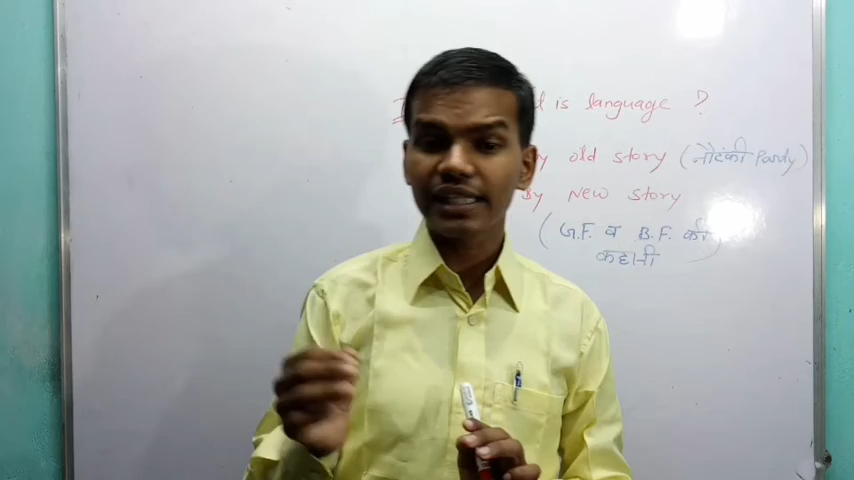 is language ?
old story (नौटंकी Pardy)
By New story
(G.F. व B.F. की
कहानी )